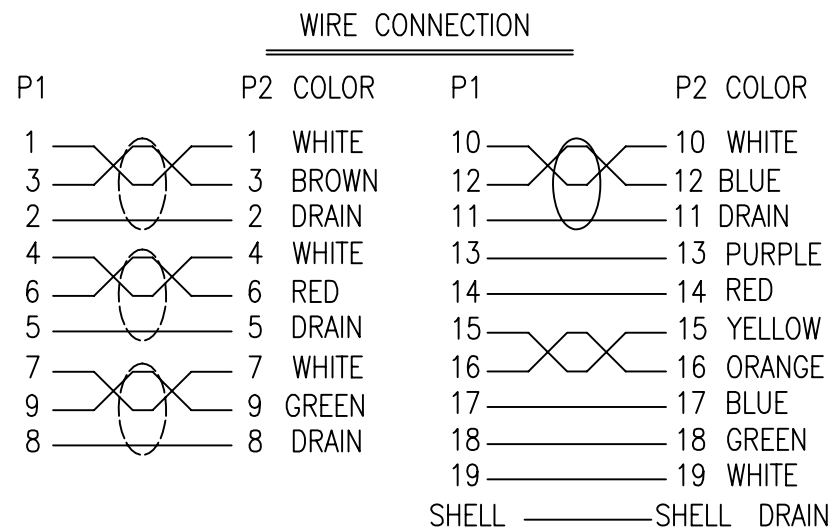 WIRE CONNECTION
P1 P2 COLOR
1 1 WHITE
3 3 BROWN
2 2 DRAIN
4 4 WHITE
6 6 RED
5 5 DRAIN
7 7 WHITE
9 9 GREEN
8 8 DRAIN
P1 P2 COLOR
10 10 WHITE
12 12 BLUE
11 11 DRAIN
13 13 PURPLE
14 14 RED
15 15 YELLOW
16 16 ORANGE
17 17 BLUE
18 18 GREEN
19 19 WHITE
SHELL SHELL DRAIN